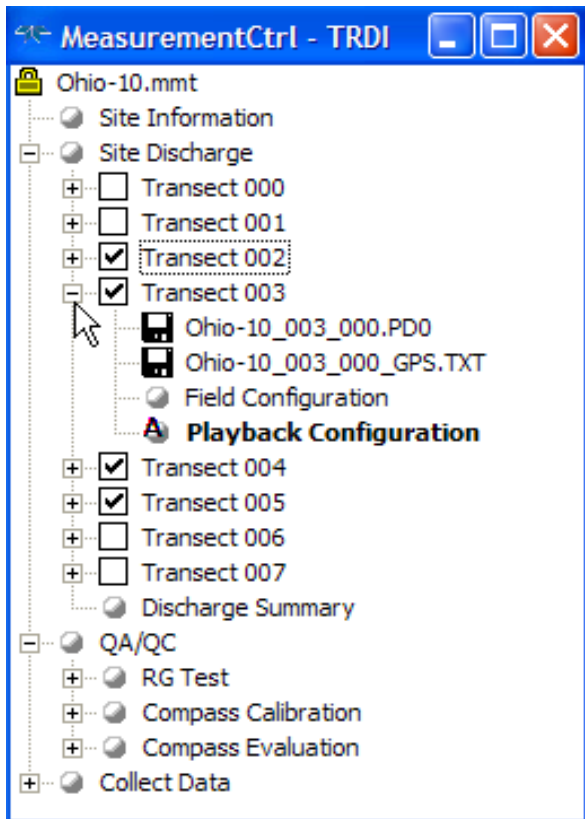 MeasurementCtrl - TRDI
Ohio-10.mmt
Site Information
Site Discharge
Transect 000
Transect 001
Transect 002
Transect 003
Ohio-10_003_000.PD0
Ohio-10_003_000_GPS.TXT
Field Configuration
Playback Configuration
Transect 004
Transect 005
Transect 006
Transect 007
Discharge Summary
QA/QC
RG Test
Compass Calibration
Compass Evaluation
Collect Data